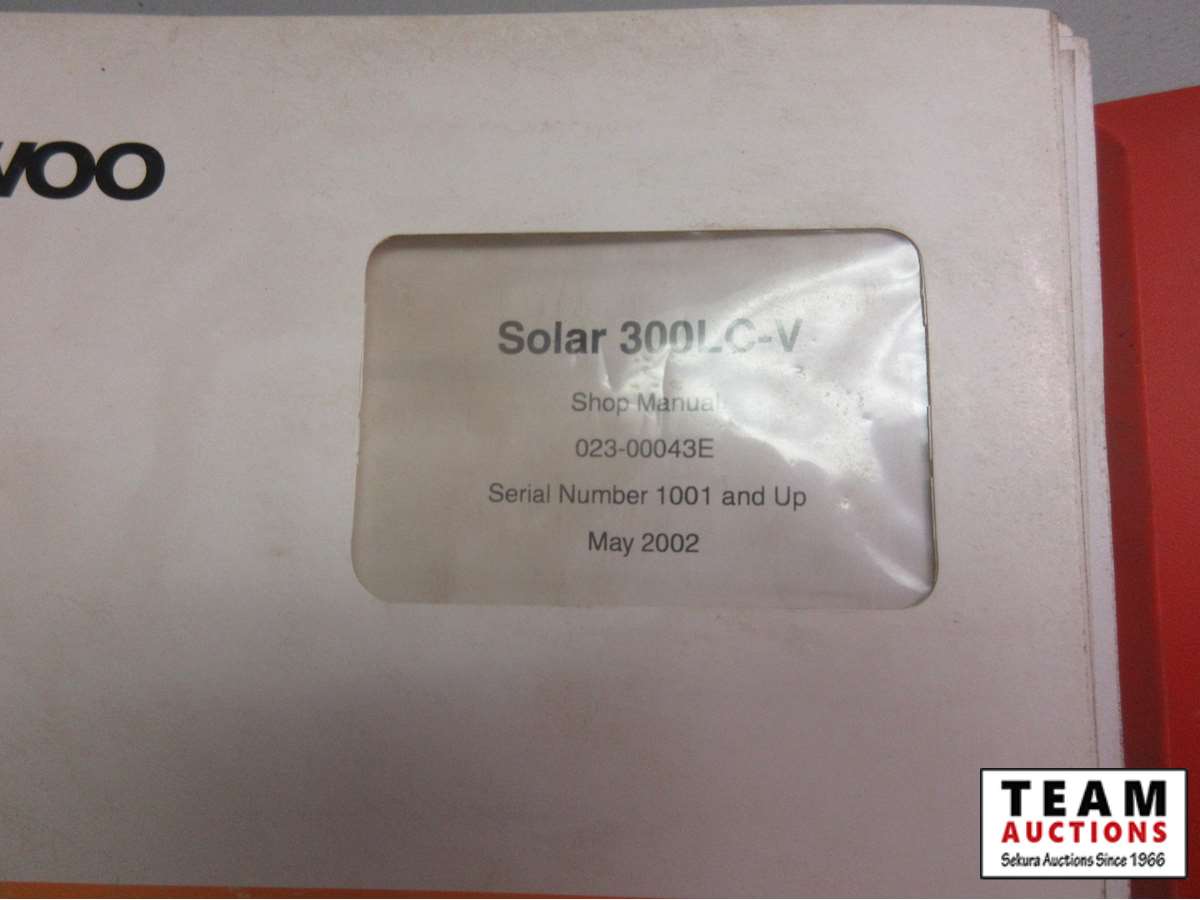 WOO
Solar 300LC-V
Shop Manual
023-00043E
Serial Number 1001 and Up
May 2002
TEAM
AUCTIONS
Sekura Auctions Since 1966